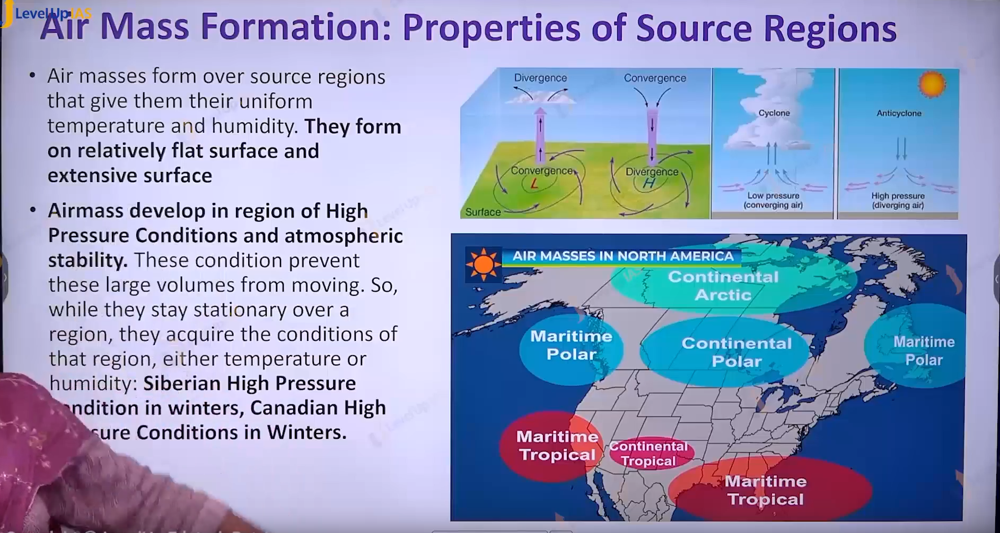 LevelUp IAS
Air Mass Formation: Properties of Source Regions
• Air masses form over source regions
that give them their uniform
temperature and humidity. They form
on relatively flat surface and
extensive surface
• Airmass develop in region of High
Pressure Conditions and atmospheric
stability. These condition prevent
these large volumes from moving. So,
while they stay stationary over a
region, they acquire the conditions of
that region, either temperature or
humidity: Siberian High Pressure
ndition in winters, Canadian High
sure Conditions in Winters.
Divergence
Convergence
Convergence
L
Divergence
H
Surface
Cyclone
Low pressure
(converging air)
Anticyclone
High pressure
(diverging air)
AIR MASSES IN NORTH AMERICA
Continental
Arctic
Maritime
Polar
Continental
Polar
Maritime
Polar
Maritime
Tropical
Continental
Tropical
Maritime
Tropical